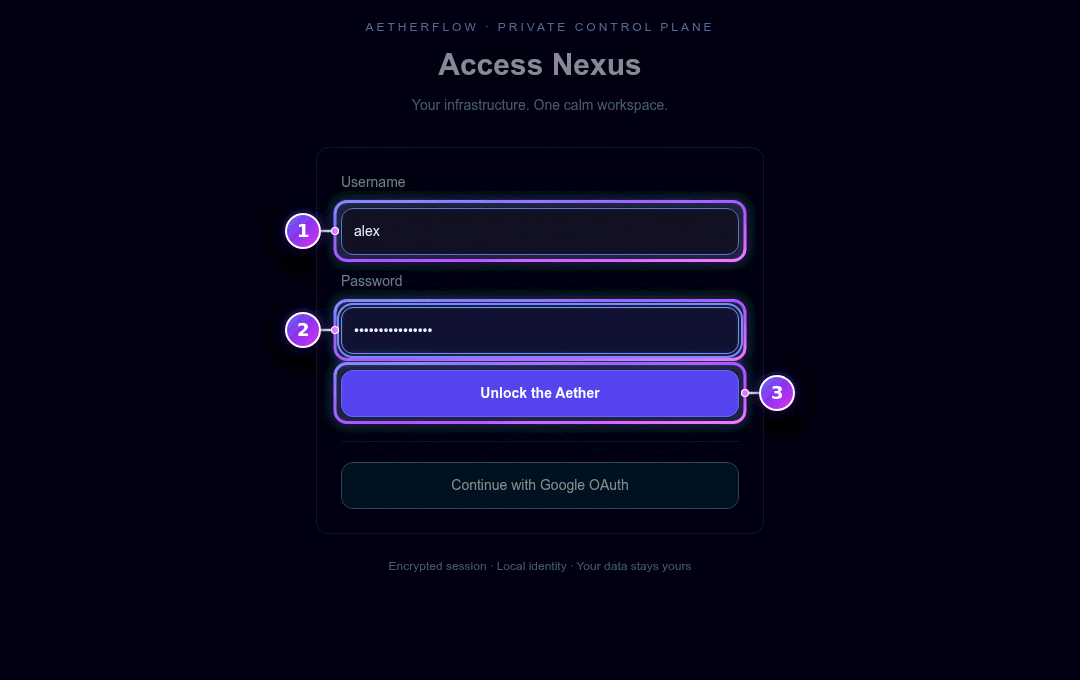 AETHERFLOW · PRIVATE CONTROL PLANE
Access Nexus
Your infrastructure. One calm workspace.
Username
1
alex
Password
2
••••••••••••••••
Unlock the Aether
3
Continue with Google OAuth
Encrypted session · Local identity · Your data stays yours